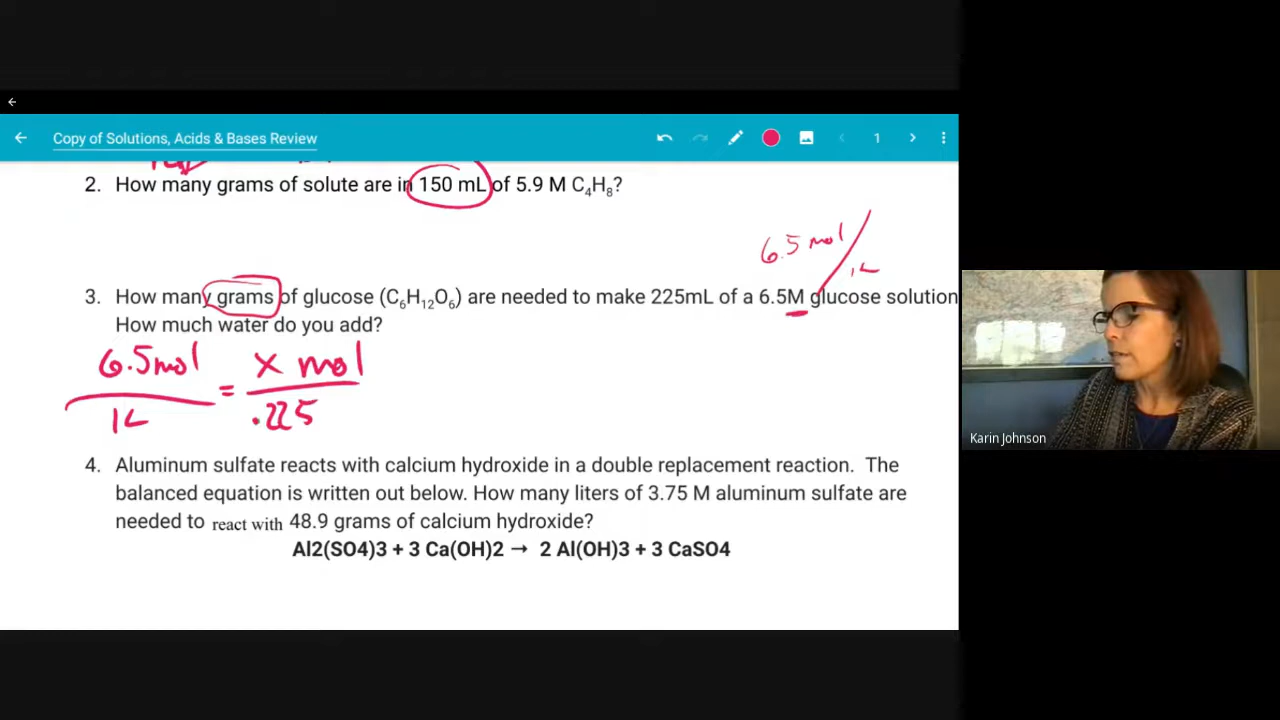 Copy of Solutions, Acids & Bases Review
1
2. How many grams of solute are in 150 mL of 5.9 M C₄H₈?
6.5 mol
1L
3. How many grams of glucose (C₆H₁₂O₆) are needed to make 225mL of a 6.5M glucose solution
How much water do you add?
6.5mol = x mol
1L .225
4. Aluminum sulfate reacts with calcium hydroxide in a double replacement reaction. The
balanced equation is written out below. How many liters of 3.75 M aluminum sulfate are
needed to react with 48.9 grams of calcium hydroxide?
Al2(SO4)3 + 3 Ca(OH)2 → 2 Al(OH)3 + 3 CaSO4
Karin Johnson